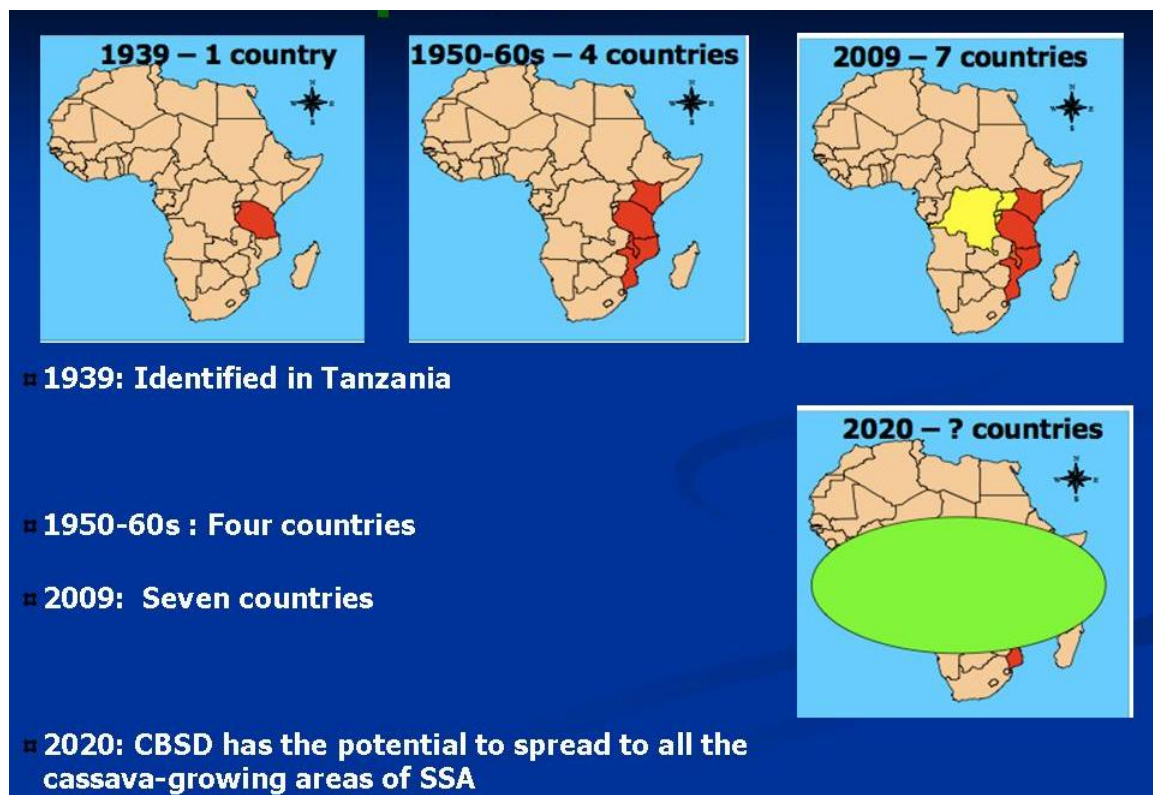 1939 – 1 country
1950-60s – 4 countries
2009 – 7 countries
N
W E
S
N
W E
S
N
W E
S
¤ 1939: Identified in Tanzania
2020 – ? countries
N
W E
S
¤ 1950-60s : Four countries
¤ 2009: Seven countries
¤ 2020: CBSD has the potential to spread to all the
cassava-growing areas of SSA